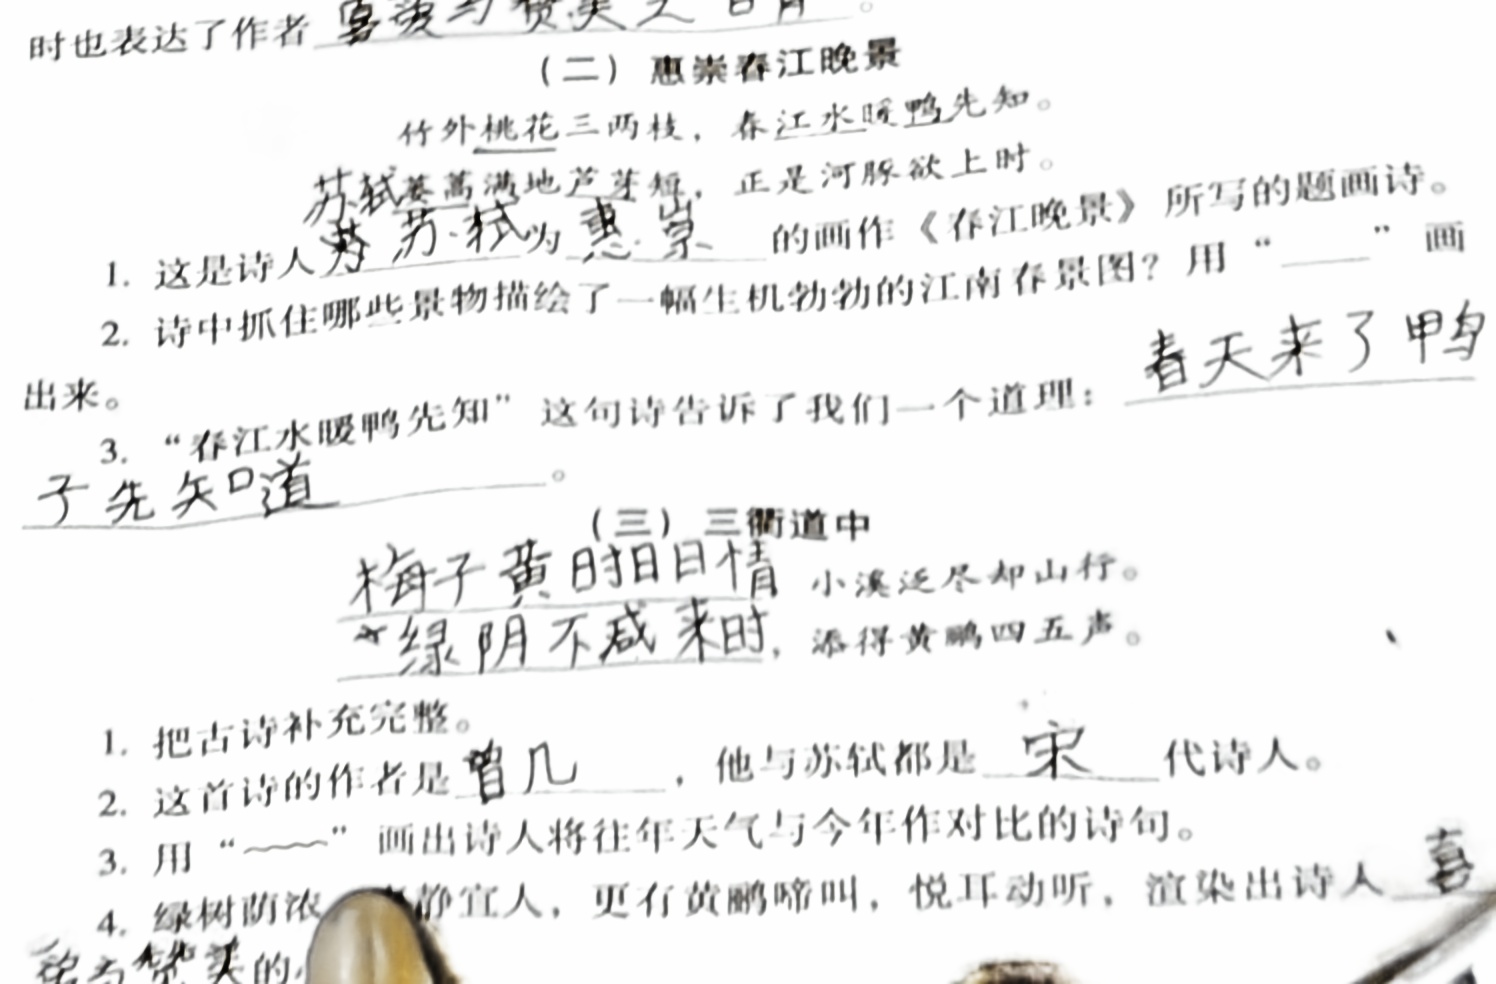 时也表达了作者喜爱与赞美之
（二）惠崇春江晚景
竹外桃花三两枝，春江水暖鸭先知。
苏轼蒌蒿满地芦芽短，正是河豚欲上时。
1. 这是诗人苏轼为惠崇的画作《春江晚景》所写的题画诗。
2. 诗中抓住哪些景物描绘了一幅生机勃勃的江南春景图？用“——”画
出来。
3. “春江水暖鸭先知”这句诗告诉了我们一个道理：春天来了鸭
子先知道。
（三）三衢道中
梅子黄时日日情 小溪泛尽却山行。
绿阴不咸来时，添得黄鹂四五声。
1. 把古诗补充完整。
2. 这首诗的作者是曾几，他与苏轼都是宋代诗人。
3. 用“﹏﹏”画出诗人将往年天气与今年作对比的诗句。
4. 绿树荫浓静宜人，更有黄鹂啼叫，悦耳动听，渲染出诗人喜
与赞美的